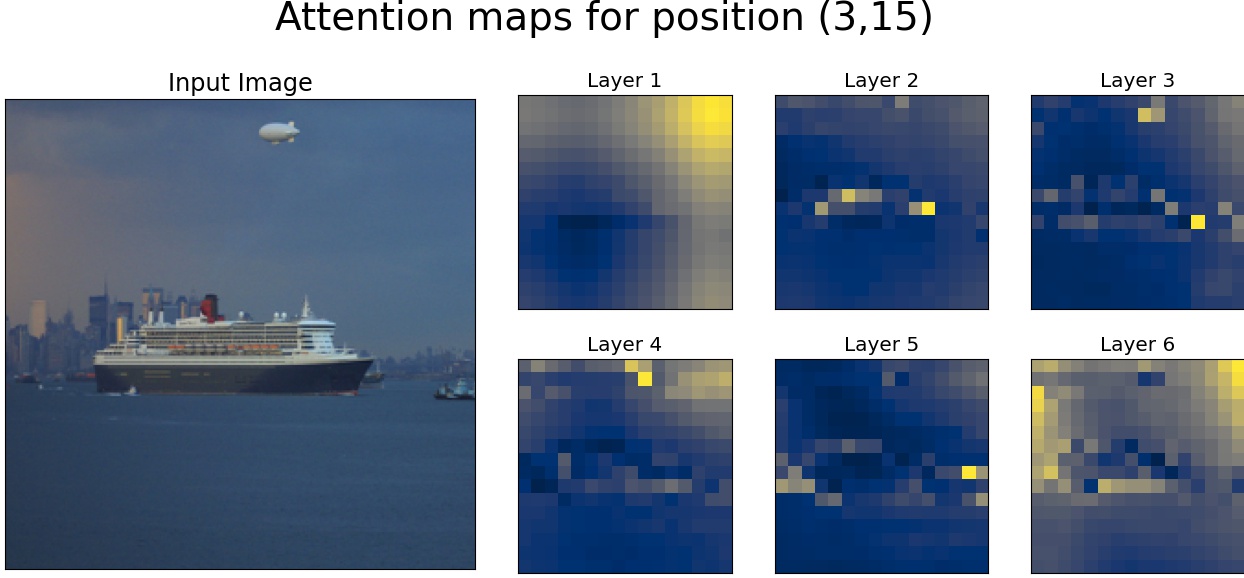 Attention maps for position (3,15)
Input Image
Layer 1
Layer 2
Layer 3
Layer 4
Layer 5
Layer 6